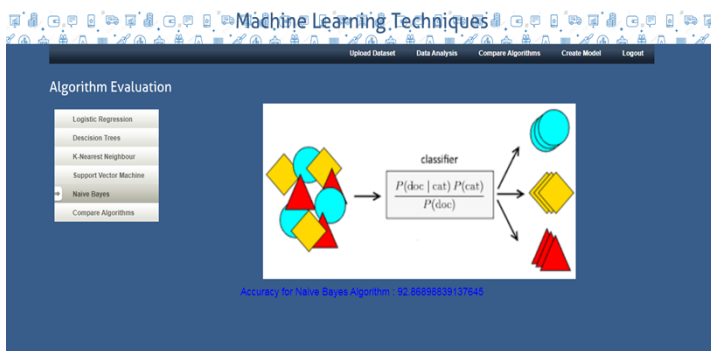 Machine Learning Techniques
Upload Dataset Data Analysis Compare Algorithms Create Model Logout
Algorithm Evaluation
Logistic Regression
Descision Trees
K-Nearest Neighbour
Support Vector Machine
Naive Bayes
Compare Algorithms
classifier
P(doc | cat) P(cat)
P(doc)
Accuracy for Naive Bayes Algorithm : 92.86898839137645